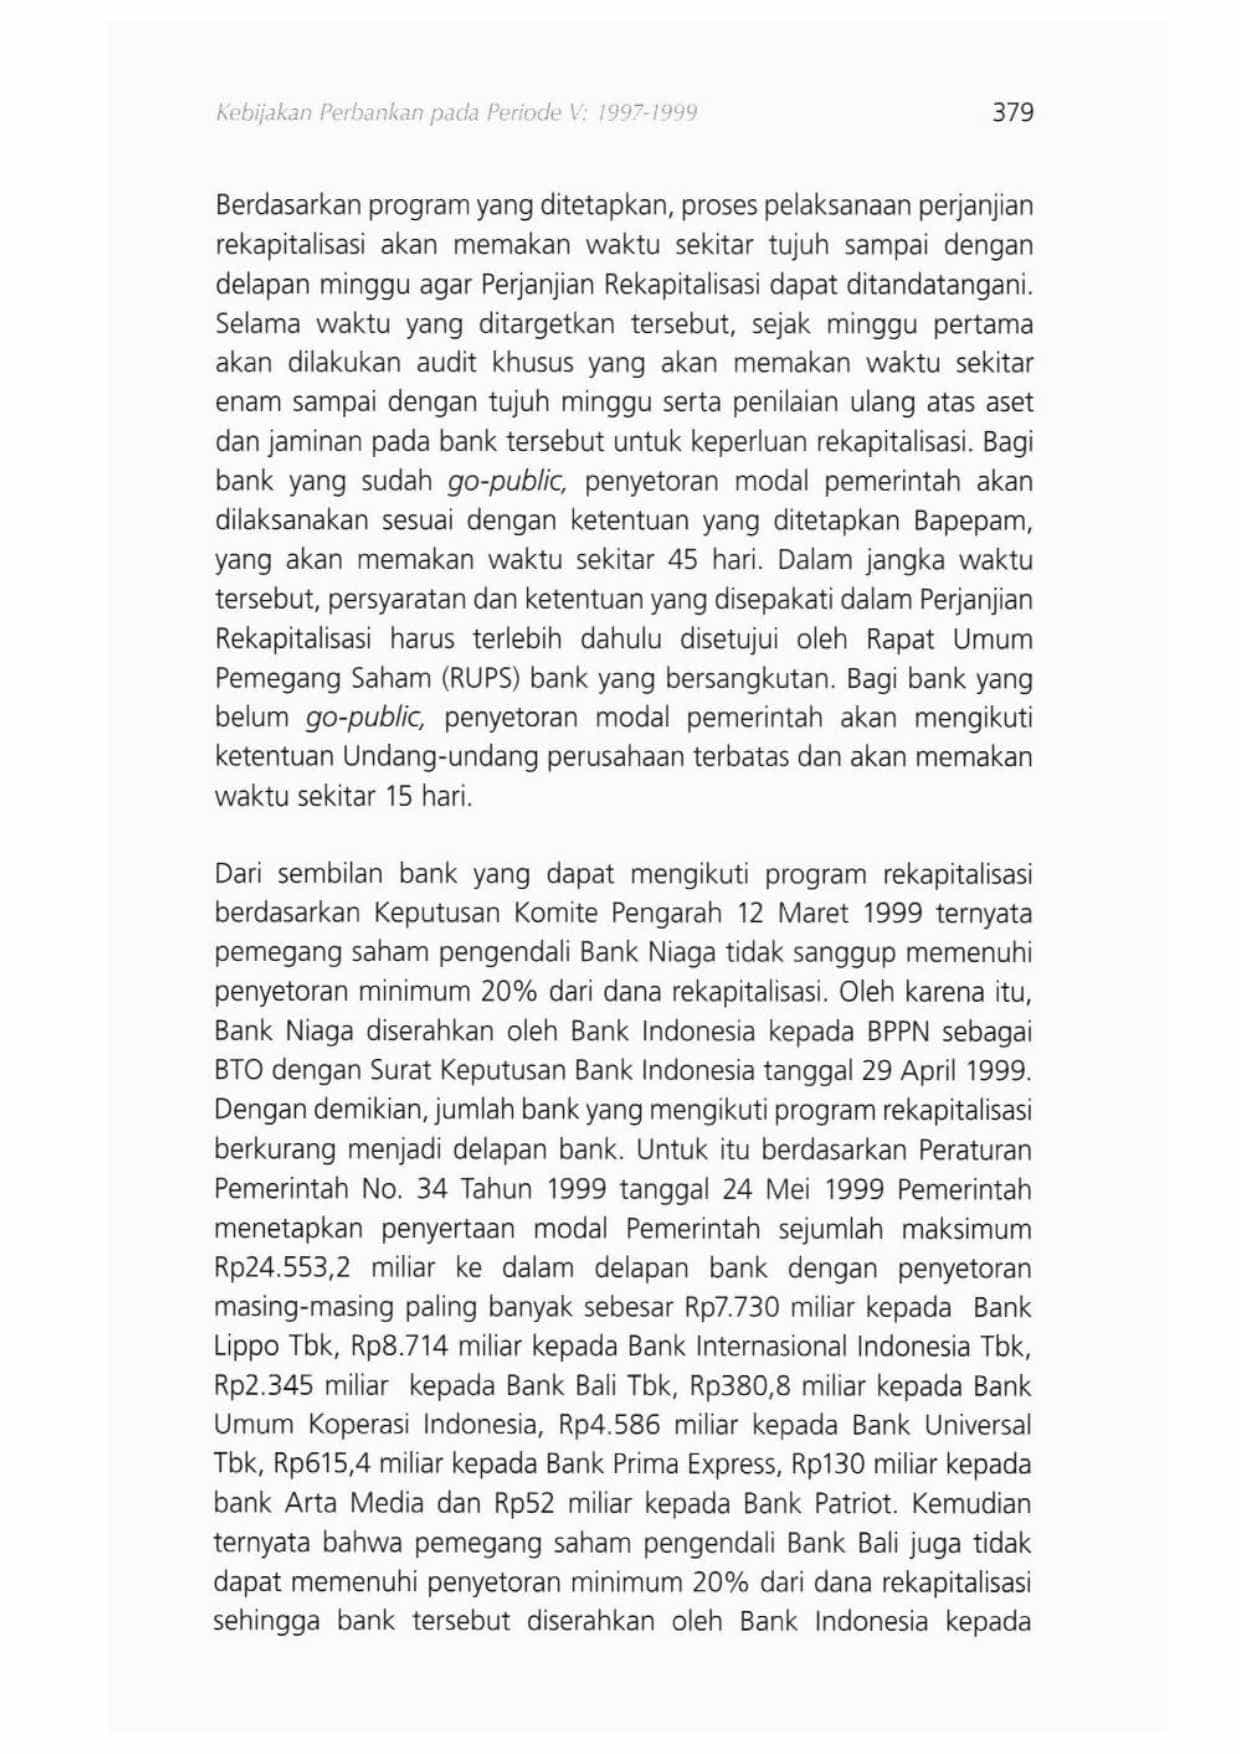 Kebijakan Perbankan pada Periode V: 1997-1999 379
Berdasarkan program yang ditetapkan, proses pelaksanaan perjanjian
rekapitalisasi akan memakan waktu sekitar tujuh sampai dengan
delapan minggu agar Perjanjian Rekapitalisasi dapat ditandatangani.
Selama waktu yang ditargetkan tersebut, sejak minggu pertama
akan dilakukan audit khusus yang akan memakan waktu sekitar
enam sampai dengan tujuh minggu serta penilaian ulang atas aset
dan jaminan pada bank tersebut untuk keperluan rekapitalisasi. Bagi
bank yang sudah go-public, penyetoran modal pemerintah akan
dilaksanakan sesuai dengan ketentuan yang ditetapkan Bapepam,
yang akan memakan waktu sekitar 45 hari. Dalam jangka waktu
tersebut, persyaratan dan ketentuan yang disepakati dalam Perjanjian
Rekapitalisasi harus terlebih dahulu disetujui oleh Rapat Umum
Pemegang Saham (RUPS) bank yang bersangkutan. Bagi bank yang
belum go-public, penyetoran modal pemerintah akan mengikuti
ketentuan Undang-undang perusahaan terbatas dan akan memakan
waktu sekitar 15 hari.
Dari sembilan bank yang dapat mengikuti program rekapitalisasi
berdasarkan Keputusan Komite Pengarah 12 Maret 1999 ternyata
pemegang saham pengendali Bank Niaga tidak sanggup memenuhi
penyetoran minimum 20% dari dana rekapitalisasi. Oleh karena itu,
Bank Niaga diserahkan oleh Bank Indonesia kepada BPPN sebagai
BTO dengan Surat Keputusan Bank Indonesia tanggal 29 April 1999.
Dengan demikian, jumlah bank yang mengikuti program rekapitalisasi
berkurang menjadi delapan bank. Untuk itu berdasarkan Peraturan
Pemerintah No. 34 Tahun 1999 tanggal 24 Mei 1999 Pemerintah
menetapkan penyertaan modal Pemerintah sejumlah maksimum
Rp24.553,2 miliar ke dalam delapan bank dengan penyetoran
masing-masing paling banyak sebesar Rp7.730 miliar kepada Bank
Lippo Tbk, Rp8.714 miliar kepada Bank Internasional Indonesia Tbk,
Rp2.345 miliar kepada Bank Bali Tbk, Rp380,8 miliar kepada Bank
Umum Koperasi Indonesia, Rp4.586 miliar kepada Bank Universal
Tbk, Rp615,4 miliar kepada Bank Prima Express, Rp130 miliar kepada
bank Arta Media dan Rp52 miliar kepada Bank Patriot. Kemudian
ternyata bahwa pemegang saham pengendali Bank Bali juga tidak
dapat memenuhi penyetoran minimum 20% dari dana rekapitalisasi
sehingga bank tersebut diserahkan oleh Bank Indonesia kepada